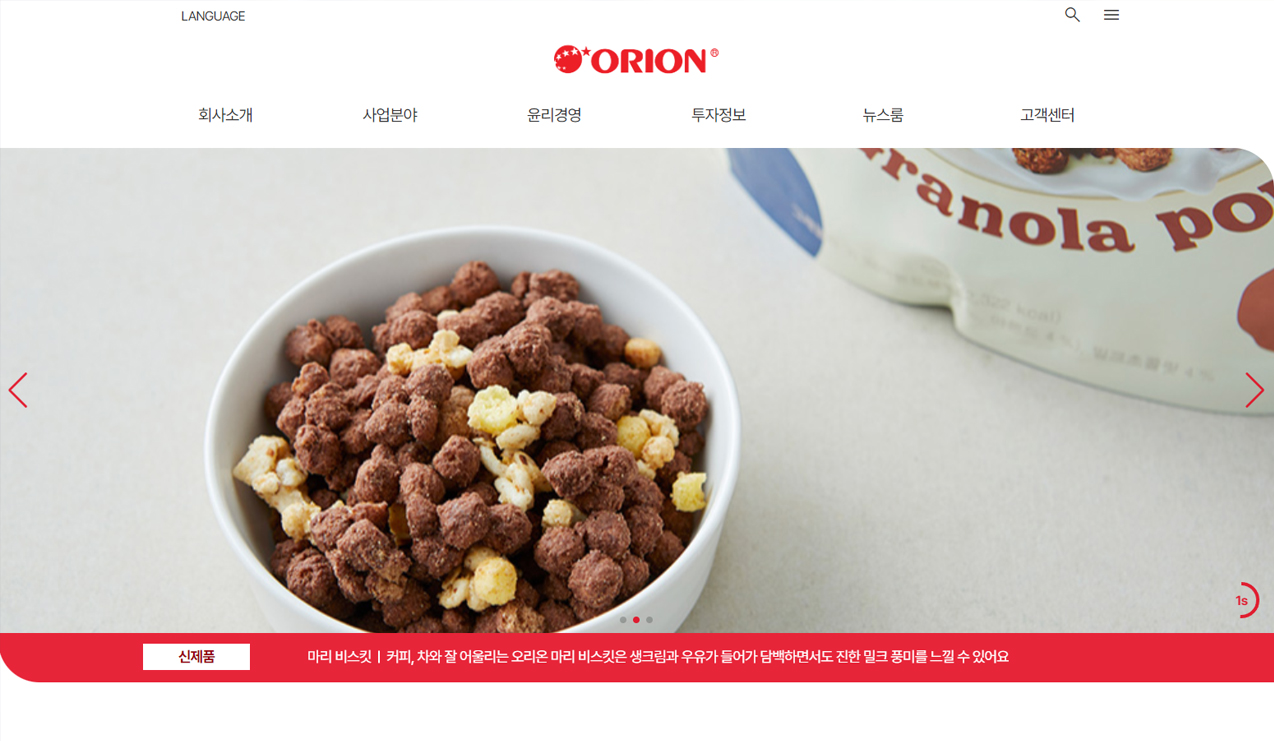 LANGUAGE
ORION®
회사소개 사업분야 윤리경영 투자정보 뉴스룸 고객센터
Granola
1s
신제품 마리 비스킷 | 커피, 차와 잘 어울리는 오리온 마리 비스킷은 생크림과 우유가 들어가 담백하면서도 진한 밀크 풍미를 느낄 수 있어요